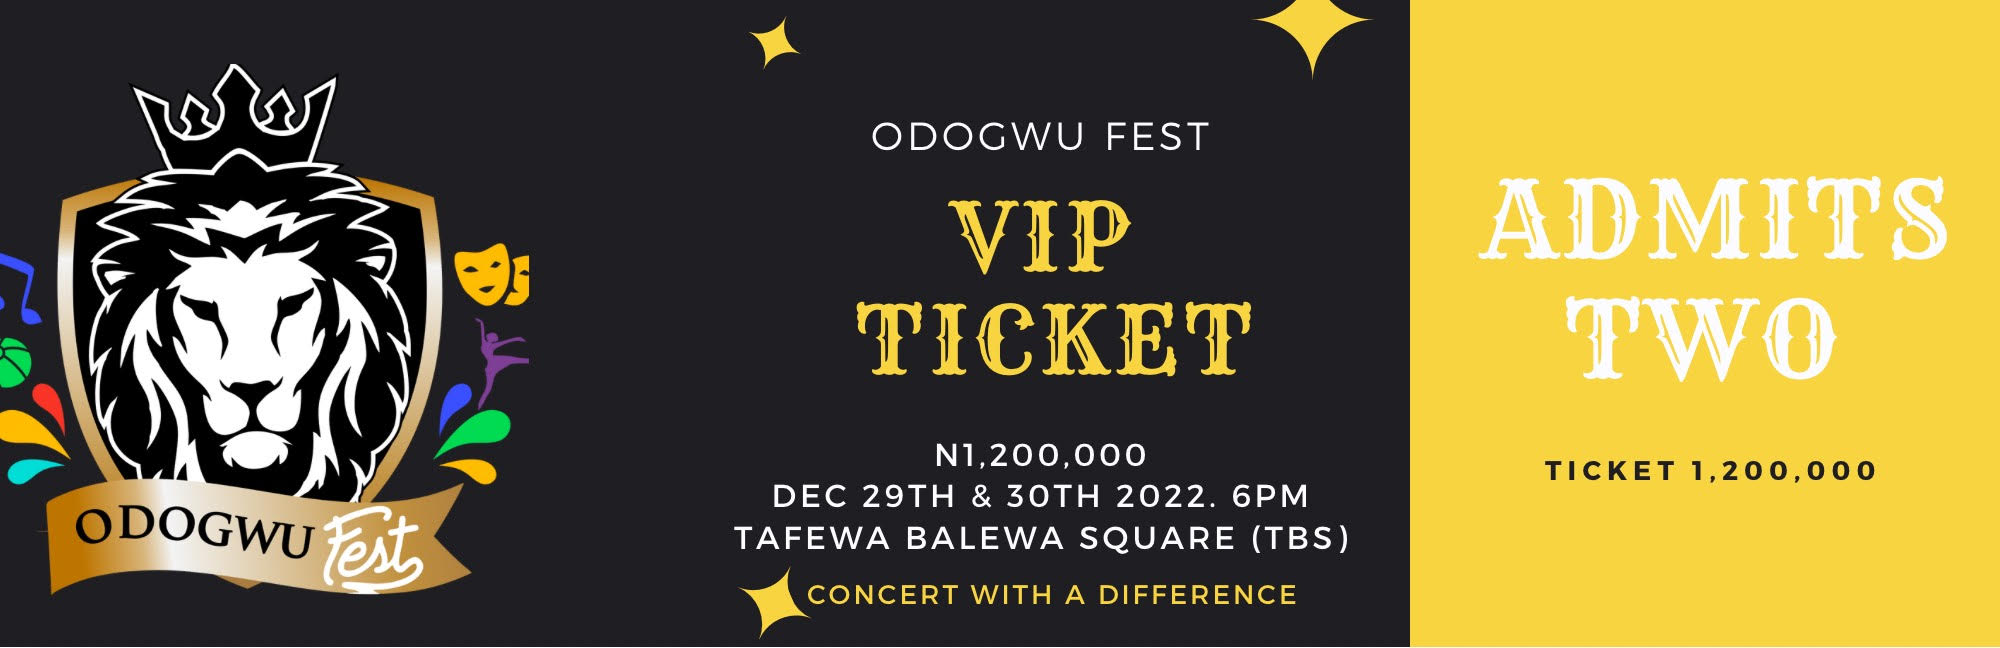 ODOGWU Fest
ODOGWU FEST
VIP
TICKET
N1,200,000
DEC 29TH & 30TH 2022. 6PM
TAFEWA BALEWA SQUARE (TBS)
CONCERT WITH A DIFFERENCE
ADMITS
TWO
TICKET 1,200,000